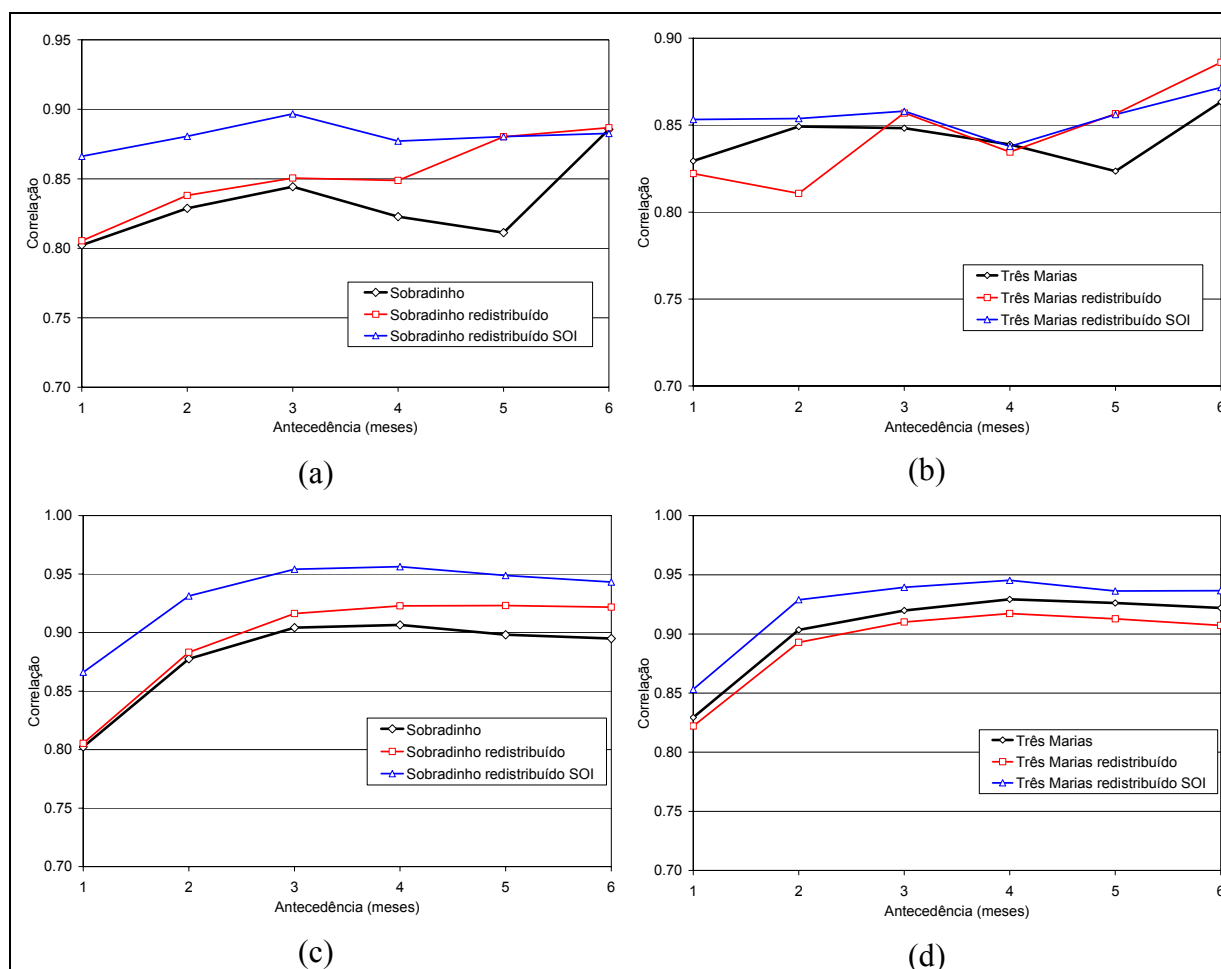 0.95
0.90
0.85
0.80
0.75
0.70
Correlação
Sobradinho
Sobradinho redistribuído
Sobradinho redistribuído SOI
1 2 3 4 5 6
Antecedência (meses)
(a)
0.90
0.85
0.80
0.75
0.70
Correlação
Três Marias
Três Marias redistribuído
Três Marias redistribuído SOI
1 2 3 4 5 6
Antecedência (meses)
(b)
1.00
0.95
0.90
0.85
0.80
0.75
0.70
Correlação
Sobradinho
Sobradinho redistribuído
Sobradinho redistribuído SOI
1 2 3 4 5 6
Antecedência (meses)
(c)
1.00
0.95
0.90
0.85
0.80
0.75
0.70
Correlação
Três Marias
Três Marias redistribuído
Três Marias redistribuído SOI
1 2 3 4 5 6
Antecedência (meses)
(d)